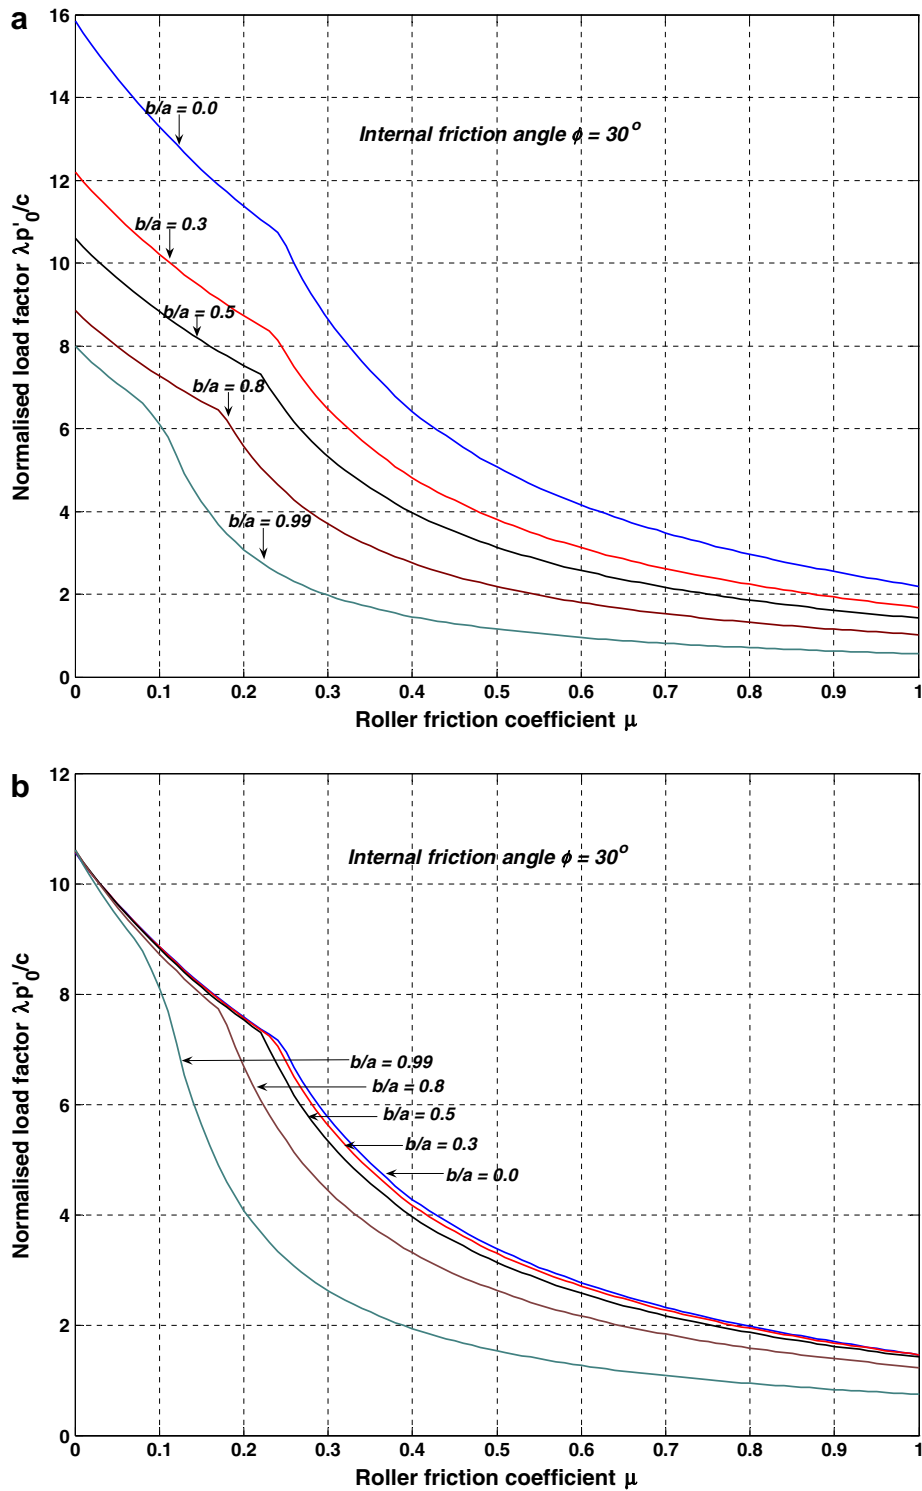 a
16
14
12
10
8
6
4
2
0
Normalised load factor λp'0/c
b/a = 0.0
Internal friction angle ϕ = 30o
b/a = 0.3
b/a = 0.5
b/a = 0.8
b/a = 0.99
0 0.1 0.2 0.3 0.4 0.5 0.6 0.7 0.8 0.9 1
Roller friction coefficient μ
b
12
10
8
6
4
2
0
Normalised load factor λp'0/c
Internal friction angle ϕ = 30o
b/a = 0.99
b/a = 0.8
b/a = 0.5
b/a = 0.3
b/a = 0.0
0 0.1 0.2 0.3 0.4 0.5 0.6 0.7 0.8 0.9 1
Roller friction coefficient μ